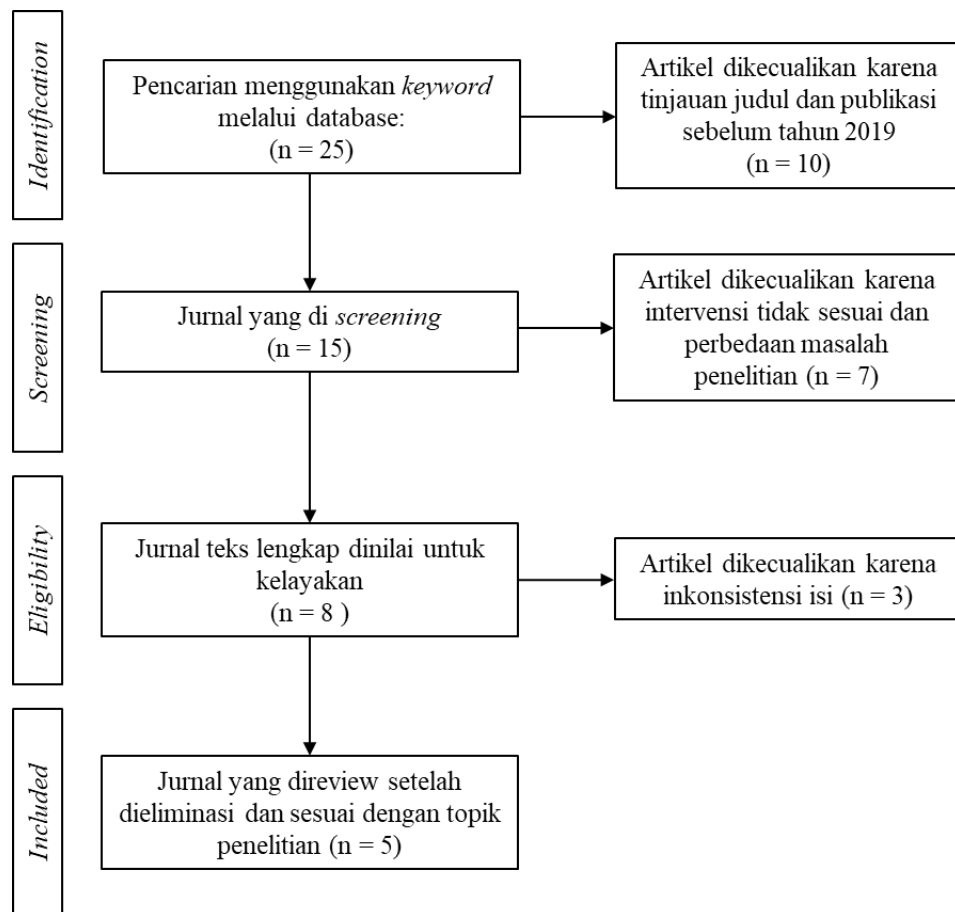 Identification
Pencarian menggunakan keyword
melalui database:
(n = 25)
Artikel dikecualikan karena
tinjauan judul dan publikasi
sebelum tahun 2019
(n = 10)
Screening
Jurnal yang di screening
(n = 15)
Artikel dikecualikan karena
intervensi tidak sesuai dan
perbedaan masalah
penelitian (n = 7)
Eligibility
Jurnal teks lengkap dinilai untuk
kelayakan
(n = 8 )
Artikel dikecualikan karena
inkonsistensi isi (n = 3)
Included
Jurnal yang direview setelah
dieliminasi dan sesuai dengan topik
penelitian (n = 5)